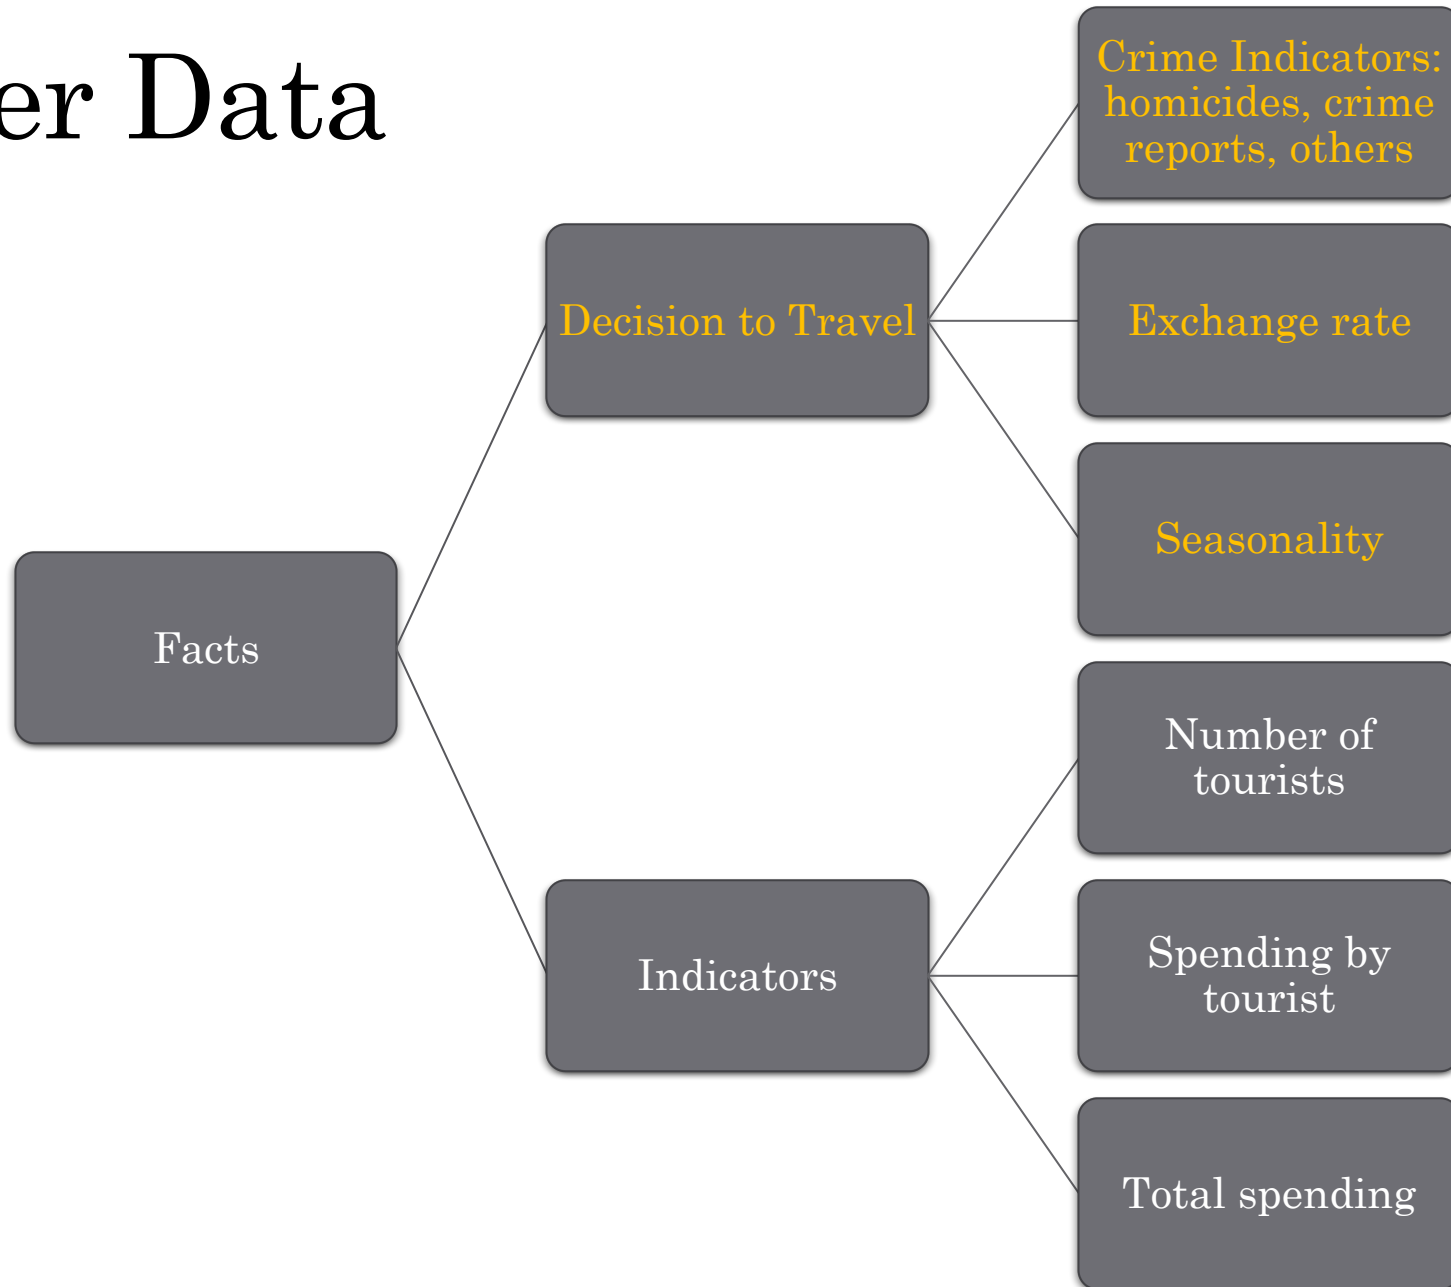 er Data
Crime Indicators:
homicides, crime
reports, others
Decision to Travel
Exchange rate
Seasonality
Facts
Number of
tourists
Indicators
Spending by
tourist
Total spending